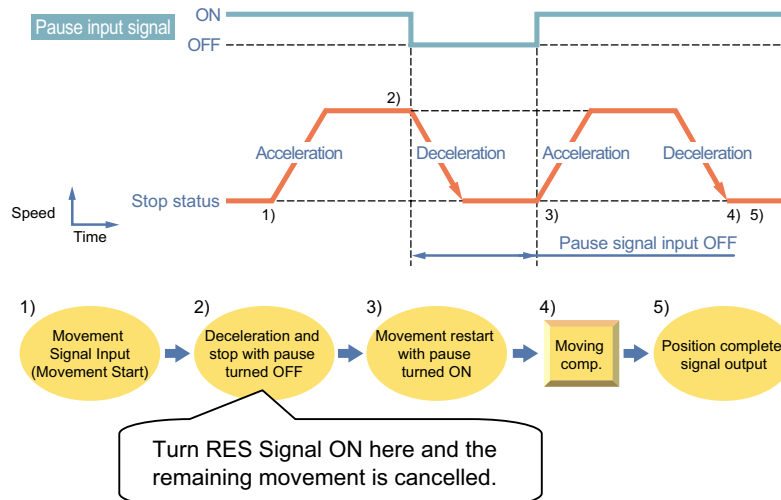 ON
Pause input signal
OFF
2)
Acceleration
Deceleration
Acceleration
Deceleration
Stop status
Speed
Time
1)
3)
4)
5)
Pause signal input OFF
1)
Movement
Signal Input
(Movement Start)
2)
Deceleration and
stop with pause
turned OFF
3)
Movement restart
with pause
turned ON
4)
Moving
comp.
5)
Position complete
signal output
Turn RES Signal ON here and the
remaining movement is cancelled.